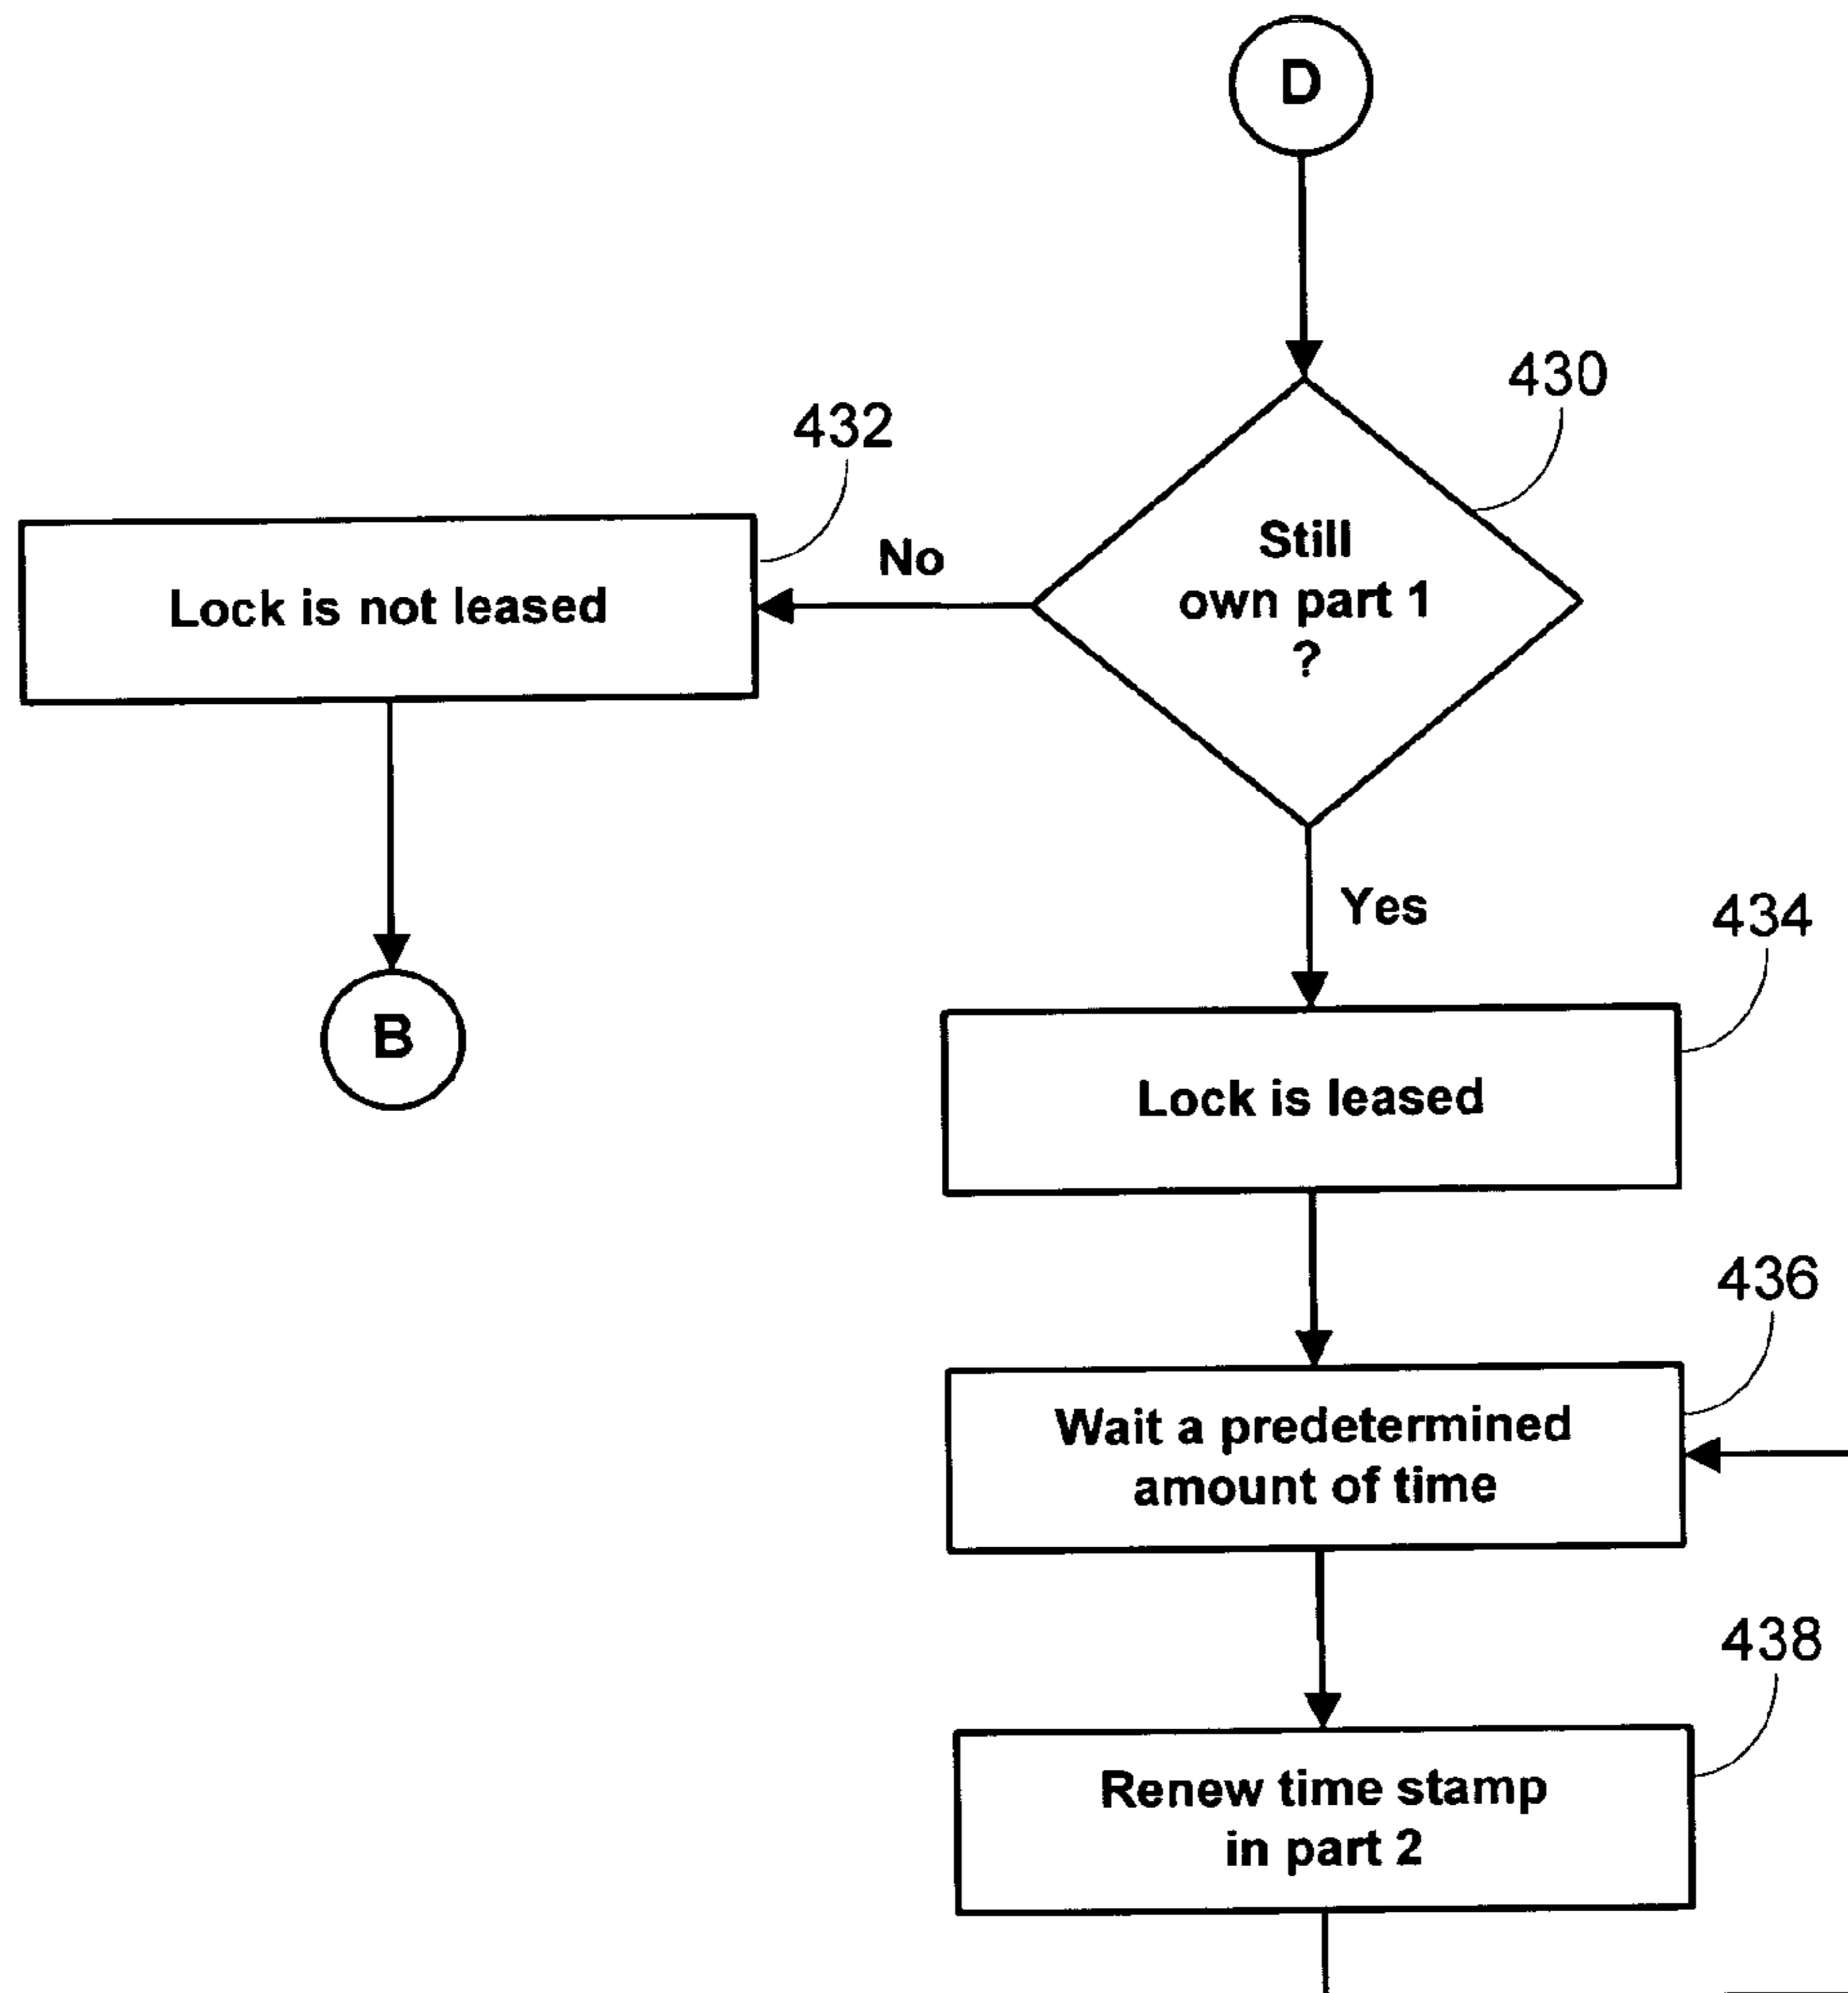 D
430
432
Still
own part 1
?
No
Lock is not leased
Yes
B
434
Lock is leased
436
Wait a predetermined
amount of time
438
Renew time stamp
in part 2